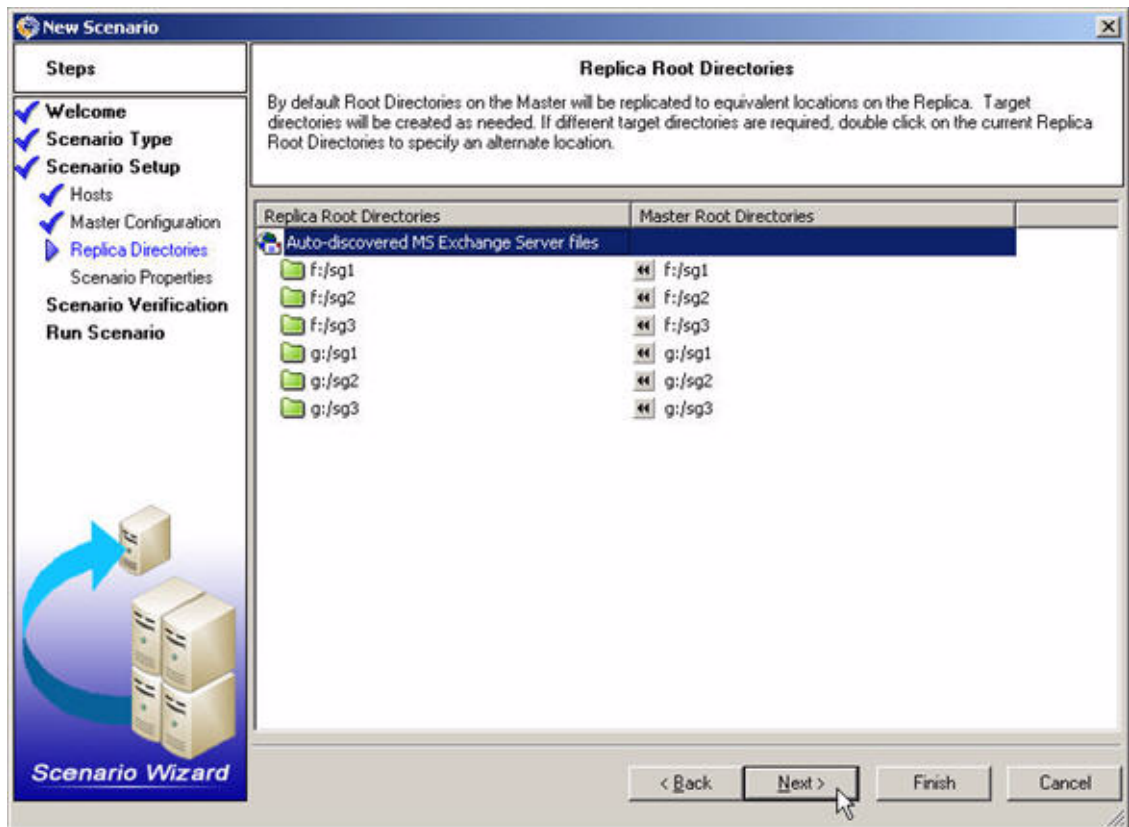 New Scenario
Steps
Welcome
Scenario Type
Scenario Setup
Hosts
Master Configuration
Replica Directories
Scenario Properties
Scenario Verification
Run Scenario
Scenario Wizard
Replica Root Directories
By default Root Directories on the Master will be replicated to equivalent locations on the Replica. Target
directories will be created as needed. If different target directories are required, double click on the current Replica
Root Directories to specify an alternate location.
Replica Root Directories Master Root Directories
Auto-discovered MS Exchange Server files
f:/sg1 f:/sg1
f:/sg2 f:/sg2
f:/sg3 f:/sg3
g:/sg1 g:/sg1
g:/sg2 g:/sg2
g:/sg3 g:/sg3
< Back Next > Finish Cancel